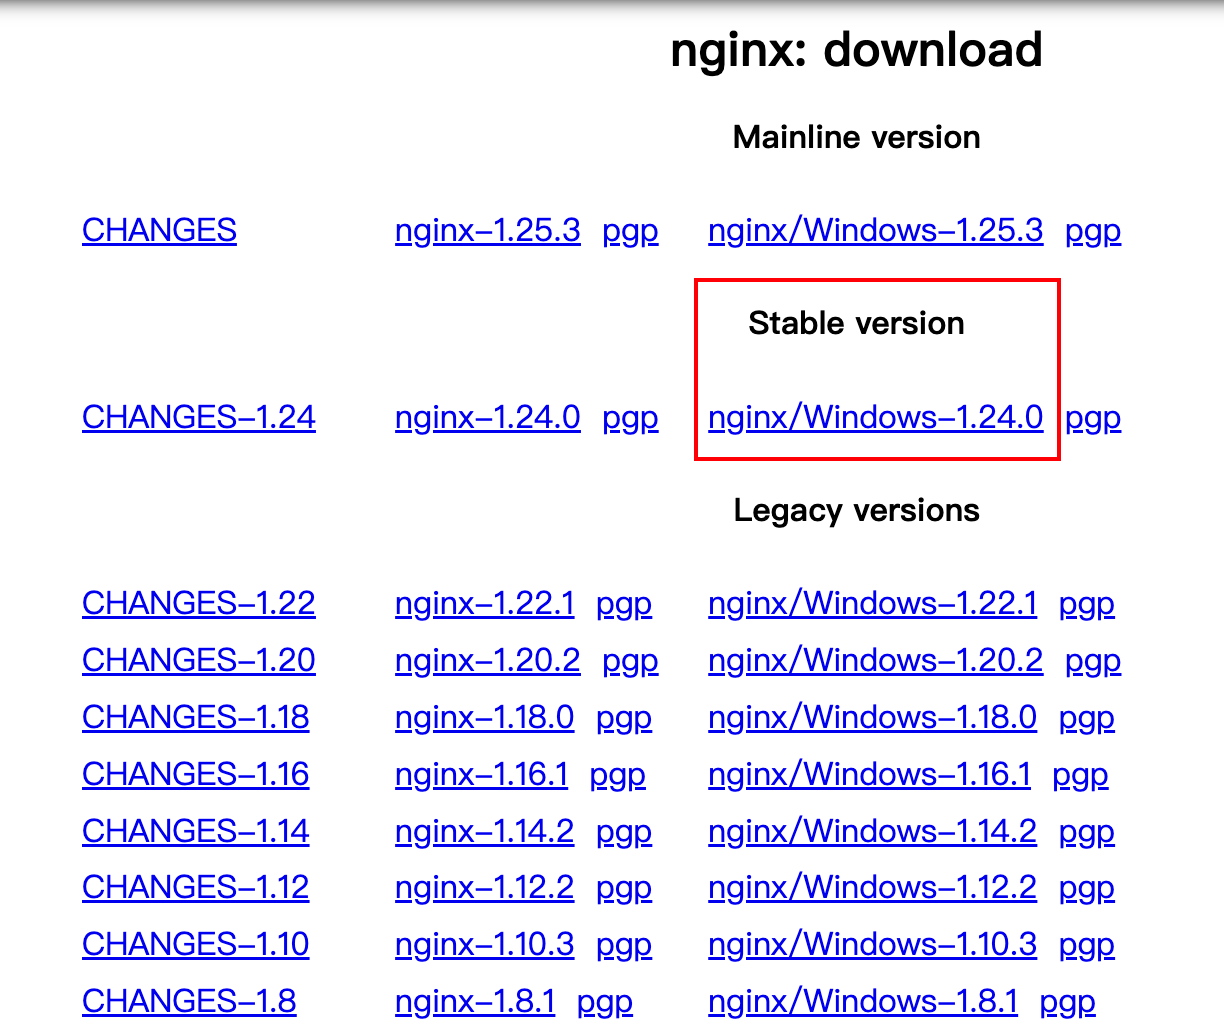 nginx: download
Mainline version
CHANGES nginx-1.25.3 pgp nginx/Windows-1.25.3 pgp
Stable version
CHANGES-1.24 nginx-1.24.0 pgp nginx/Windows-1.24.0 pgp
Legacy versions
CHANGES-1.22 nginx-1.22.1 pgp nginx/Windows-1.22.1 pgp
CHANGES-1.20 nginx-1.20.2 pgp nginx/Windows-1.20.2 pgp
CHANGES-1.18 nginx-1.18.0 pgp nginx/Windows-1.18.0 pgp
CHANGES-1.16 nginx-1.16.1 pgp nginx/Windows-1.16.1 pgp
CHANGES-1.14 nginx-1.14.2 pgp nginx/Windows-1.14.2 pgp
CHANGES-1.12 nginx-1.12.2 pgp nginx/Windows-1.12.2 pgp
CHANGES-1.10 nginx-1.10.3 pgp nginx/Windows-1.10.3 pgp
CHANGES-1.8 nginx-1.8.1 pgp nginx/Windows-1.8.1 pgp